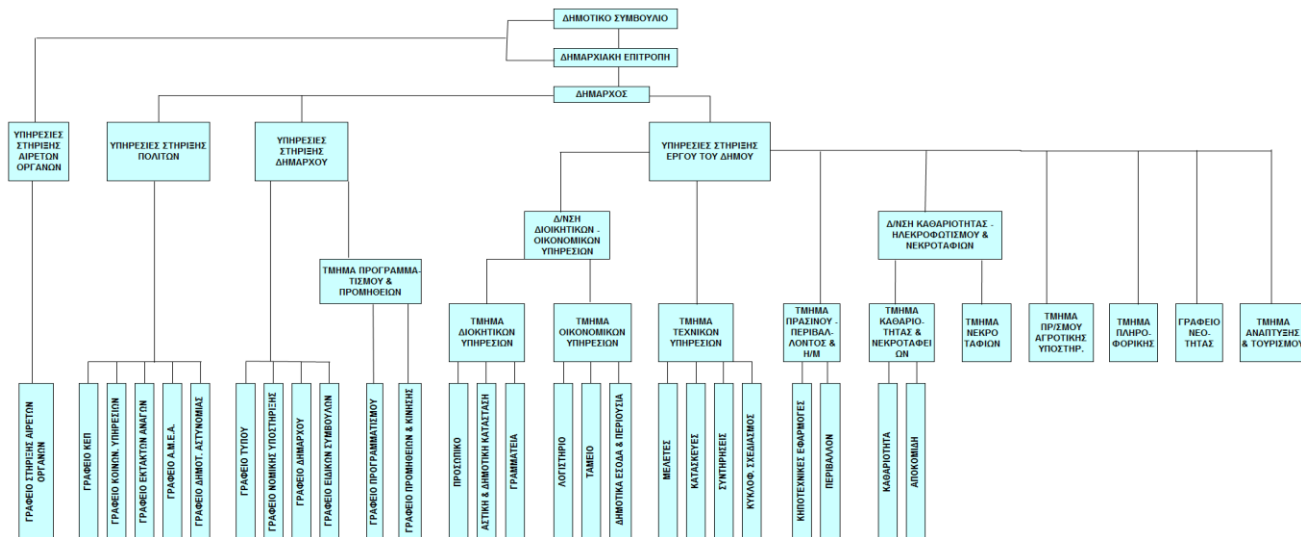 ΔΗΜΟΤΙΚΟ ΣΥΜΒΟΥΛΙΟ
ΔΗΜΑΡΧΙΑΚΗ ΕΠΙΤΡΟΠΗ
ΔΗΜΑΡΧΟΣ
ΥΠΗΡΕΣΙΕΣ
ΣΤΗΡΙΞΗΣ
ΑΙΡΕΤΩΝ
ΟΡΓΑΝΩΝ
ΥΠΗΡΕΣΙΕΣ ΣΤΗΡΙΞΗΣ
ΠΟΛΙΤΩΝ
ΥΠΗΡΕΣΙΕΣ
ΣΤΗΡΙΞΗΣ
ΔΗΜΑΡΧΟΥ
ΥΠΗΡΕΣΙΕΣ ΣΤΗΡΙΞΗΣ
ΕΡΓΟΥ ΤΟΥ ΔΗΜΟΥ
Δ/ΝΣΗ
ΔΙΟΙΚΗΤΙΚΩΝ -
ΟΙΚΟΝΟΜΙΚΩΝ
ΥΠΗΡΕΣΙΩΝ
Δ/ΝΣΗ ΚΑΘΑΡΙΟΤΗΤΑΣ -
ΗΛΕΚΡΟΦΩΤΙΣΜΟΥ &
ΝΕΚΡΟΤΑΦΙΩΝ
ΤΜΗΜΑ ΠΡΟΓΡΑΜΜΑ-
ΤΙΣΜΟΥ &
ΠΡΟΜΗΘΕΙΩΝ
ΤΜΗΜΑ
ΔΙΟΚΗΤΙΚΩΝ
ΥΠΗΡΕΣΙΩΝ
ΤΜΗΜΑ
ΟΙΚΟΝΟΜΙΚΩΝ
ΥΠΗΡΕΣΙΩΝ
ΤΜΗΜΑ
ΤΕΧΝΙΚΩΝ
ΥΠΗΡΕΣΙΩΝ
ΤΜΗΜΑ
ΠΡΑΣΙΝΟΥ -
ΠΕΡΙΒΑΛ-
ΛΟΝΤΟΣ &
Η/Μ
ΤΜΗΜΑ
ΚΑΘΑΡΙΟ-
ΤΗΤΑΣ &
ΝΕΚΡΟΤΑΦΕΙ
ΩΝ
ΤΜΗΜΑ
ΝΕΚΡΟ
ΤΑΦΙΩΝ
ΤΜΗΜΑ
ΠΡ/ΣΜΟΥ
ΑΓΡΟΤΙΚΗΣ
ΥΠΟΣΤΗΡ.
ΤΜΗΜΑ
ΠΛΗΡΟ-
ΦΟΡΙΚΗΣ
ΓΡΑΦΕΙΟ
ΝΕΟ-
ΤΗΤΑΣ
ΤΜΗΜΑ
ΑΝΑΠΤΥΞΗΣ
& ΤΟΥΡΙΣΜΟΥ
ΓΡΑΦΕΙΟ ΣΤΗΡΙΞΗΣ ΑΙΡΕΤΩΝ
ΟΡΓΑΝΩΝ
ΓΡΑΦΕΙΟ ΚΕΠ
ΓΡΑΦΕΙΟ ΚΟΙΝΩΝ. ΥΠΗΡΕΣΙΩΝ
ΓΡΑΦΕΙΟ ΕΚΤΑΚΤΩΝ ΑΝΑΓΩΝ
ΓΡΑΦΕΙΟ Α.Μ.Ε.Α.
ΓΡΑΦΕΙΟ ΔΗΜΟΤ. ΑΣΤΥΝΟΜΙΑΣ
ΓΡΑΦΕΙΟ ΤΥΠΟΥ
ΓΡΑΦΕΙΟ ΝΟΜΙΚΗΣ ΥΠΟΣΤΗΡΙΞΗΣ
ΓΡΑΦΕΙΟ ΔΗΜΑΡΧΟΥ
ΓΡΑΦΕΙΟ ΕΙΔΙΚΩΝ ΣΥΜΒΟΥΛΩΝ
ΓΡΑΦΕΙΟ ΠΡΟΓΡΑΜΜΑΤΙΣΜΟΥ
ΓΡΑΦΕΙΟ ΠΡΟΜΗΘΕΙΩΝ & ΚΙΝΗΣΗΣ
ΠΡΟΣΩΠΙΚΟ
ΑΣΤΙΚΗ & ΔΗΜΟΤΙΚΗ ΚΑΤΑΣΤΑΣΗ
ΓΡΑΜΜΑΤΕΙΑ
ΛΟΓΙΣΤΗΡΙΟ
ΤΑΜΕΙΟ
ΔΗΜΟΤΙΚΑ ΕΣΟΔΑ & ΠΕΡΙΟΥΣΙΑ
ΜΕΛΕΤΕΣ
ΚΑΤΑΣΚΕΥΕΣ
ΣΥΝΤΗΡΗΣΕΙΣ
ΚΥΚΛΟΦ. ΣΧΕΔΙΑΣΜΟΣ
ΚΗΠΟΤΕΧΝΙΚΕΣ ΕΦΑΡΜΟΓΕΣ
ΠΕΡΙΒΑΛΛΟΝ
ΚΑΘΑΡΙΟΤΗΤΑ
ΑΠΟΚΟΜΙΔΗ